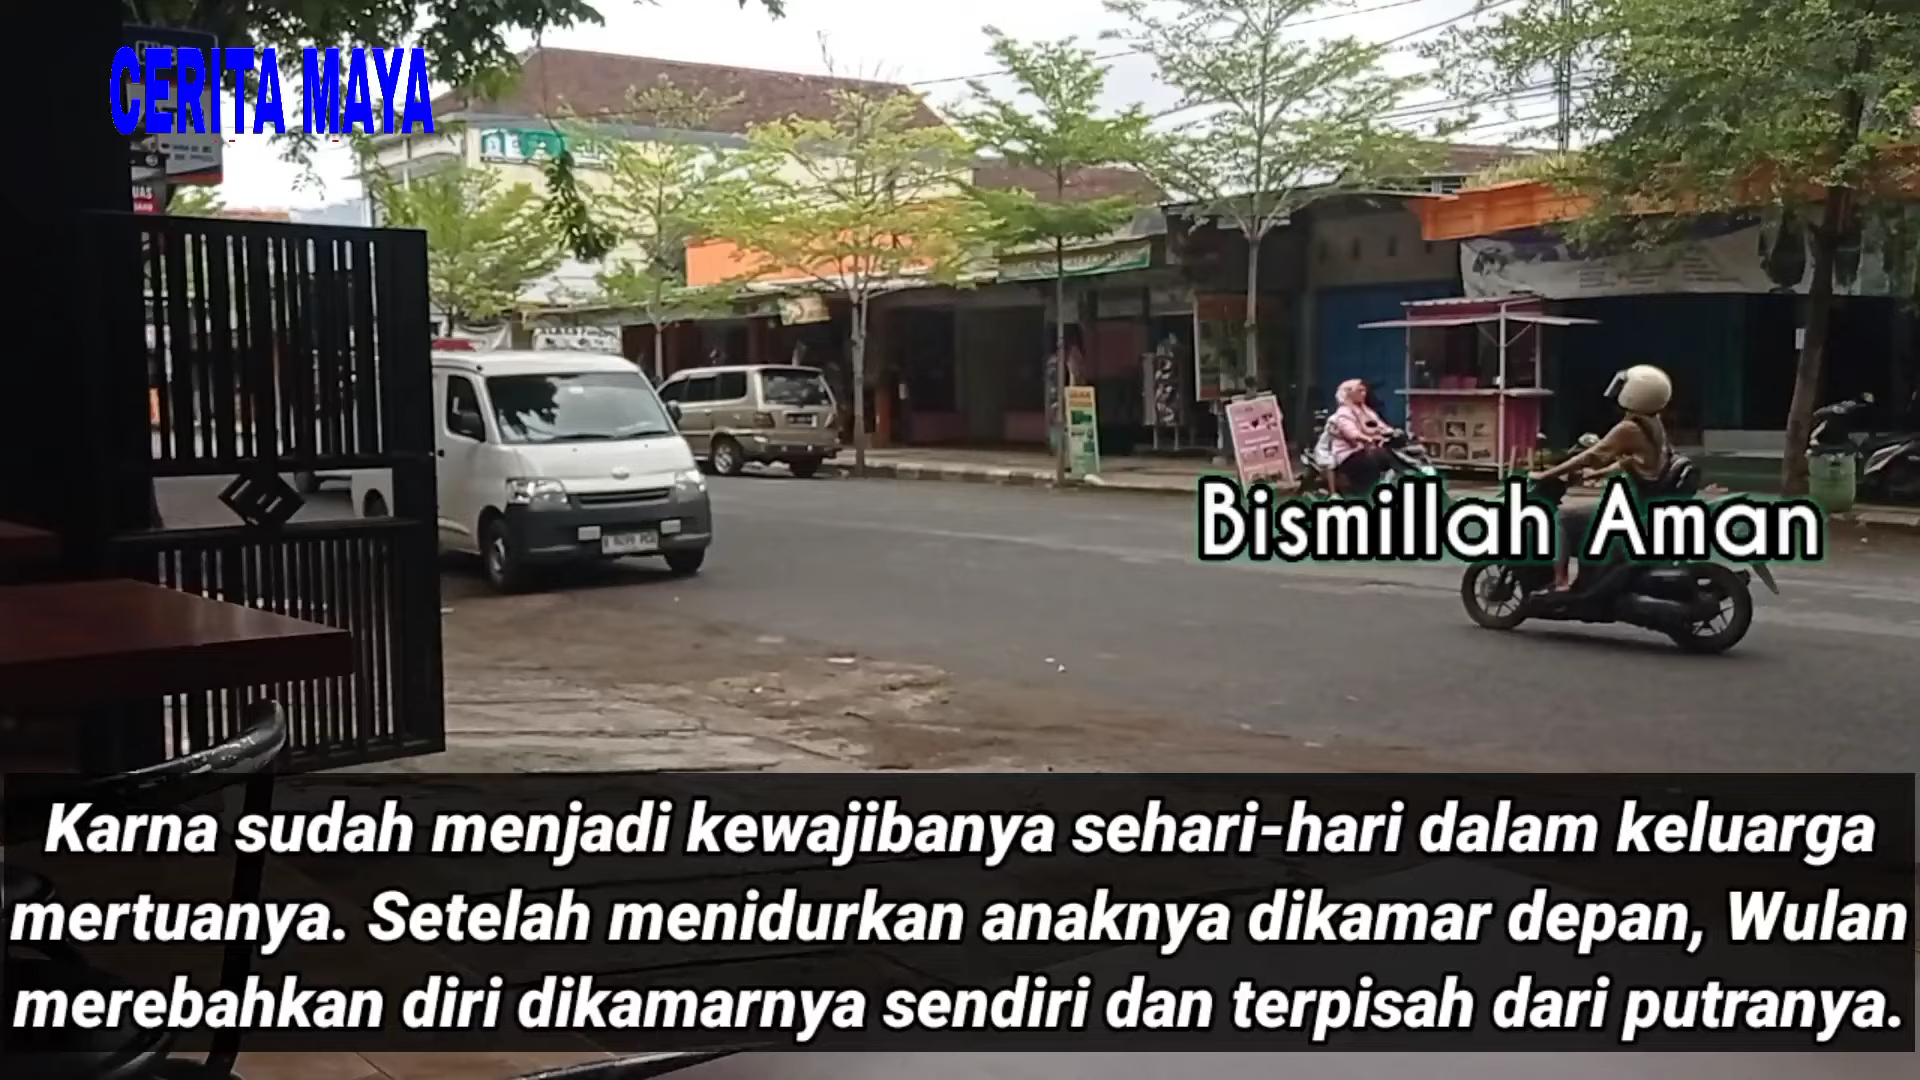 CERITA MAYA
Bismillah Aman
Karna sudah menjadi kewajibanya sehari-hari dalam keluarga
mertuanya. Setelah menidurkan anaknya dikamar depan, Wulan
merebahkan diri dikamarnya sendiri dan terpisah dari putranya.